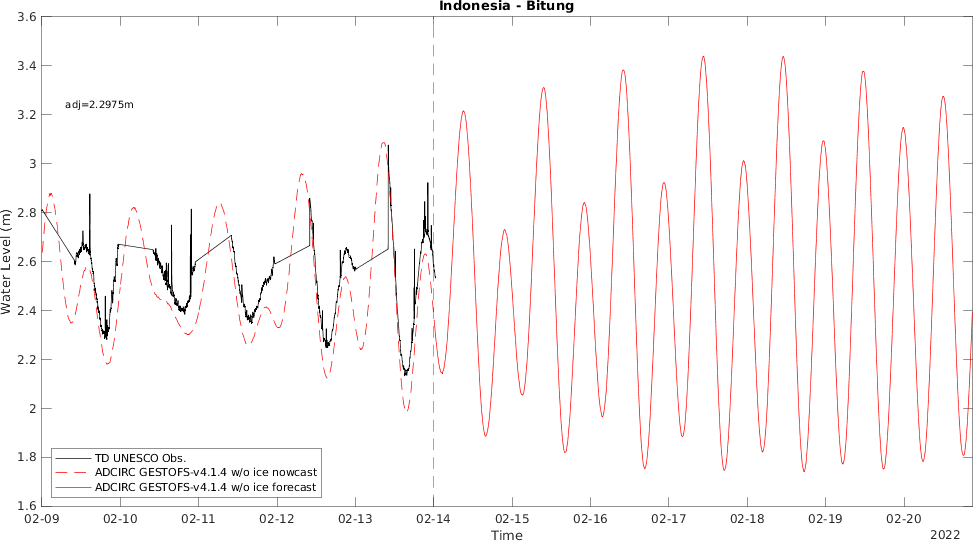 Indonesia - Bitung
3.6
3.4
3.2
3
2.8
2.6
2.4
2.2
2
1.8
1.6
Water Level (m)
adj=2.2975m
TD UNESCO Obs.
ADCIRC GESTOFS-v4.1.4 w/o ice nowcast
ADCIRC GESTOFS-v4.1.4 w/o ice forecast
02-09 02-10 02-11 02-12 02-13 02-14 02-15 02-16 02-17 02-18 02-19 02-20
Time
2022